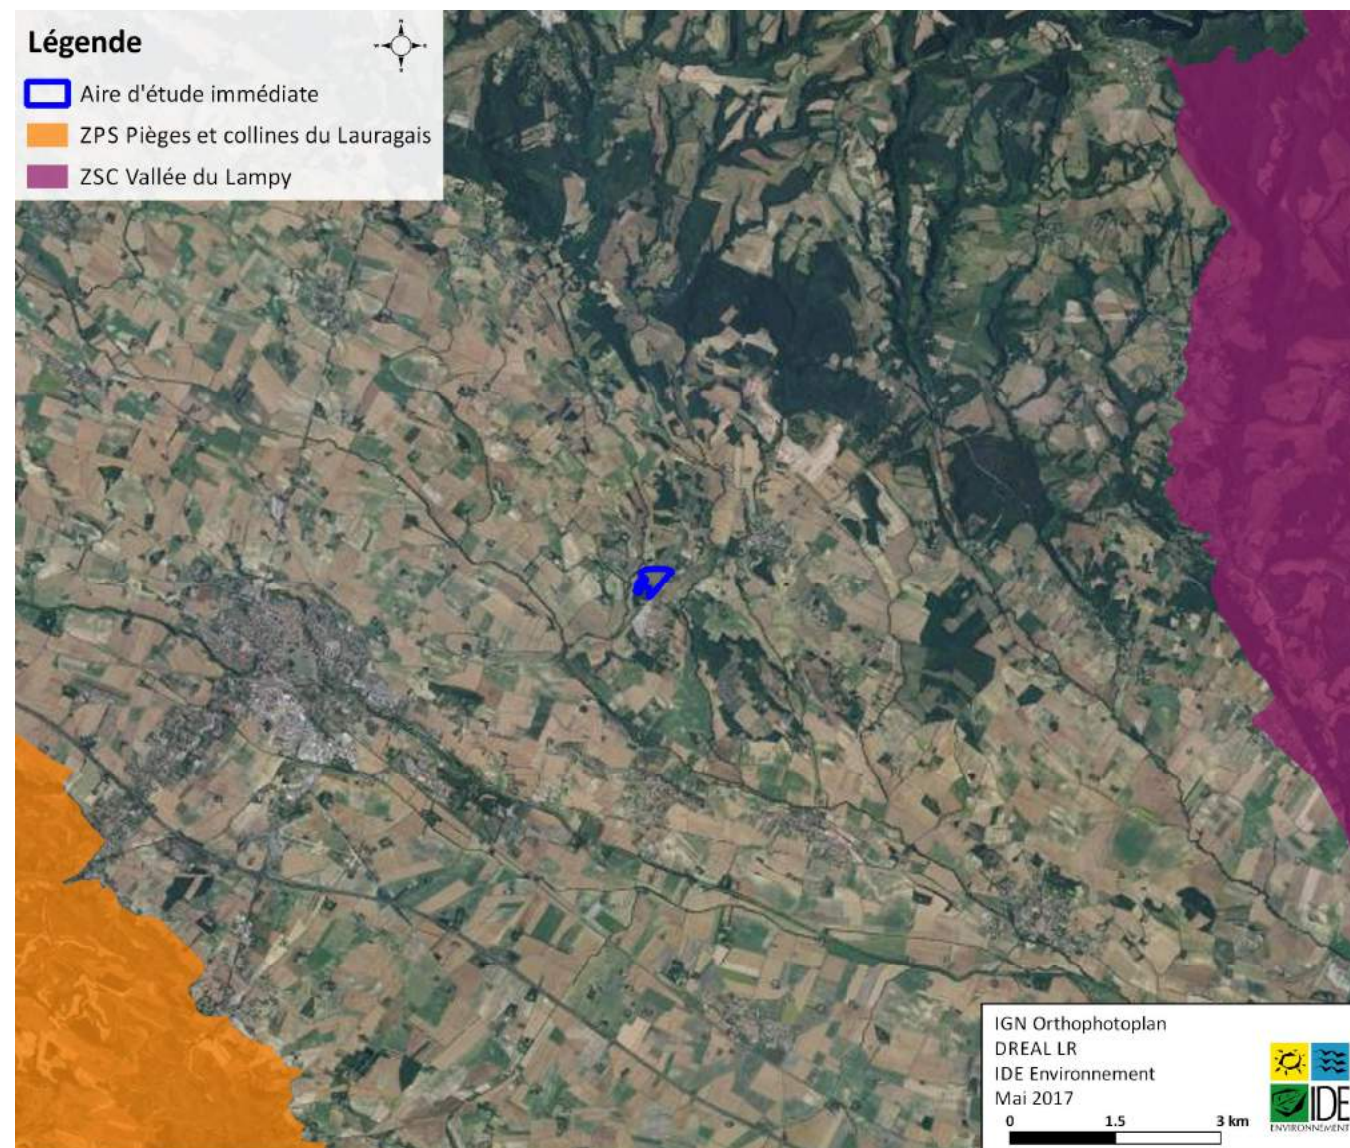 Légende
N
W
E
S
Aire d'étude immédiate
ZPS Pièges et collines du Lauragais
ZSC Vallée du Lampy
IGN Orthophotoplan
DREAL LR
IDE Environnement
Mai 2017
0 1.5 3 km
IDE
ENVIRONNEMENT